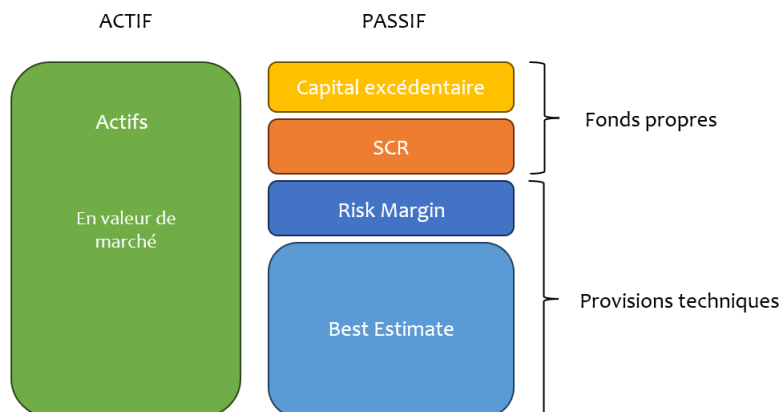 ACTIF
PASSIF
Actifs
En valeur de
marché
Capital excédentaire
SCR
Risk Margin
Best Estimate
Fonds propres
Provisions techniques